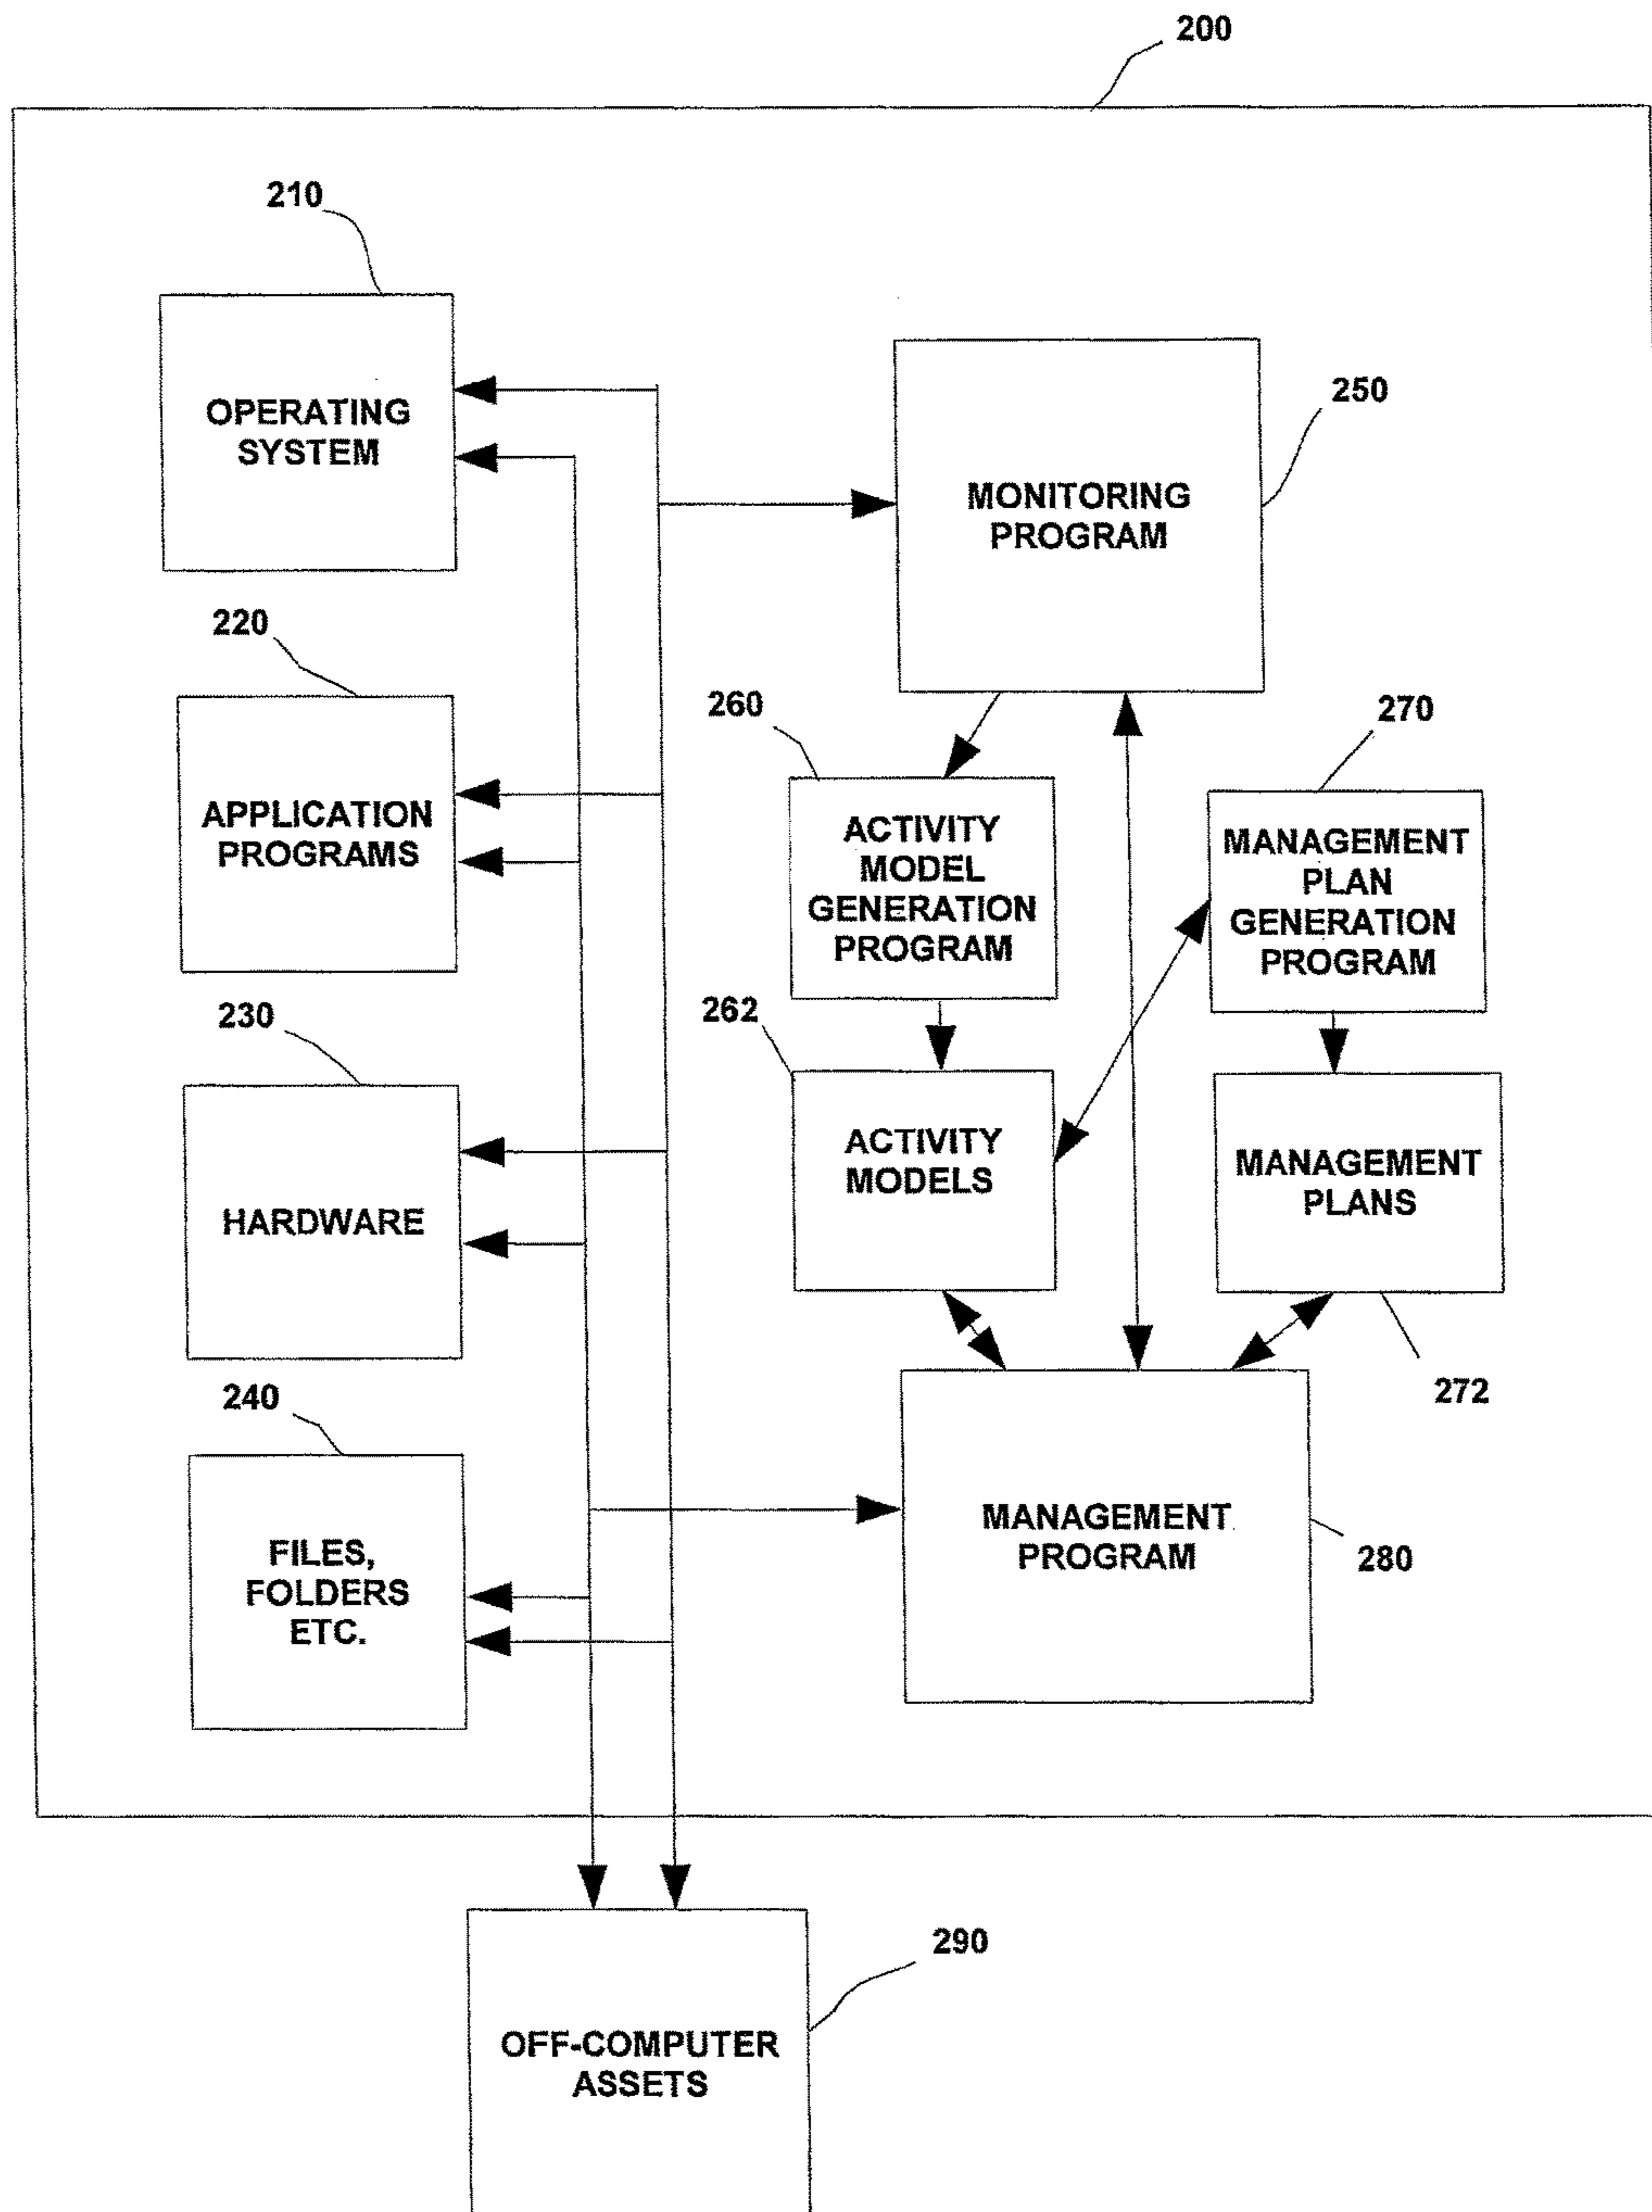 200
210
OPERATING
SYSTEM
250
MONITORING
PROGRAM
220
APPLICATION
PROGRAMS
260
ACTIVITY
MODEL
GENERATION
PROGRAM
270
MANAGEMENT
PLAN
GENERATION
PROGRAM
230
HARDWARE
262
ACTIVITY
MODELS
MANAGEMENT
PLANS
272
240
FILES,
FOLDERS
ETC.
MANAGEMENT
PROGRAM
280
290
OFF-COMPUTER
ASSETS